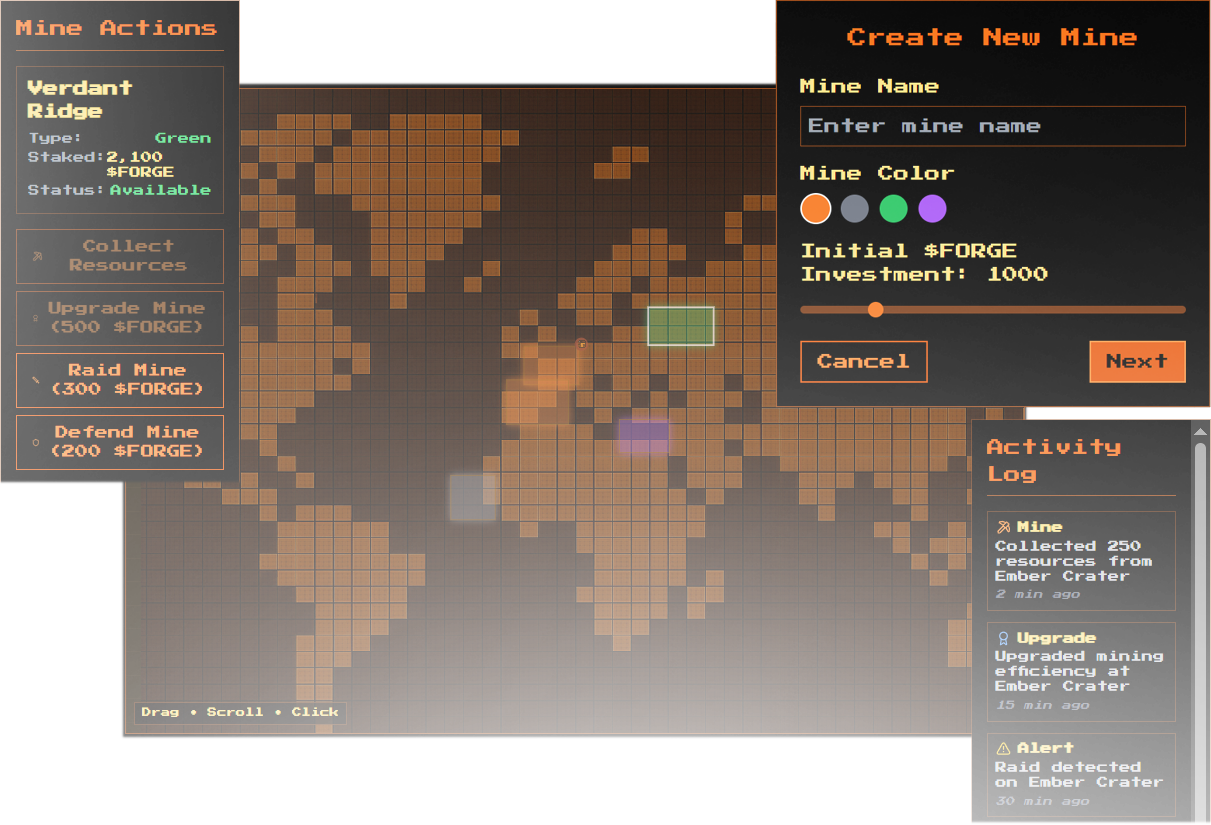 Mine Actions
Verdant
Ridge
Type: Green
Staked: 2,100
$FORGE
Status: Available
Collect
Resources
Upgrade Mine
(500 $FORGE)
Raid Mine
(300 $FORGE)
Defend Mine
(200 $FORGE)
Drag • Scroll • Click
Create New Mine
Mine Name
Enter mine name
Mine Color
Initial $FORGE
Investment: 1000
Cancel
Next
Activity
Log
Mine
Collected 250
resources from
Ember Crater
2 min ago
Upgrade
Upgraded mining
efficiency at
Ember Crater
15 min ago
Alert
Raid detected
on Ember Crater
30 min ago